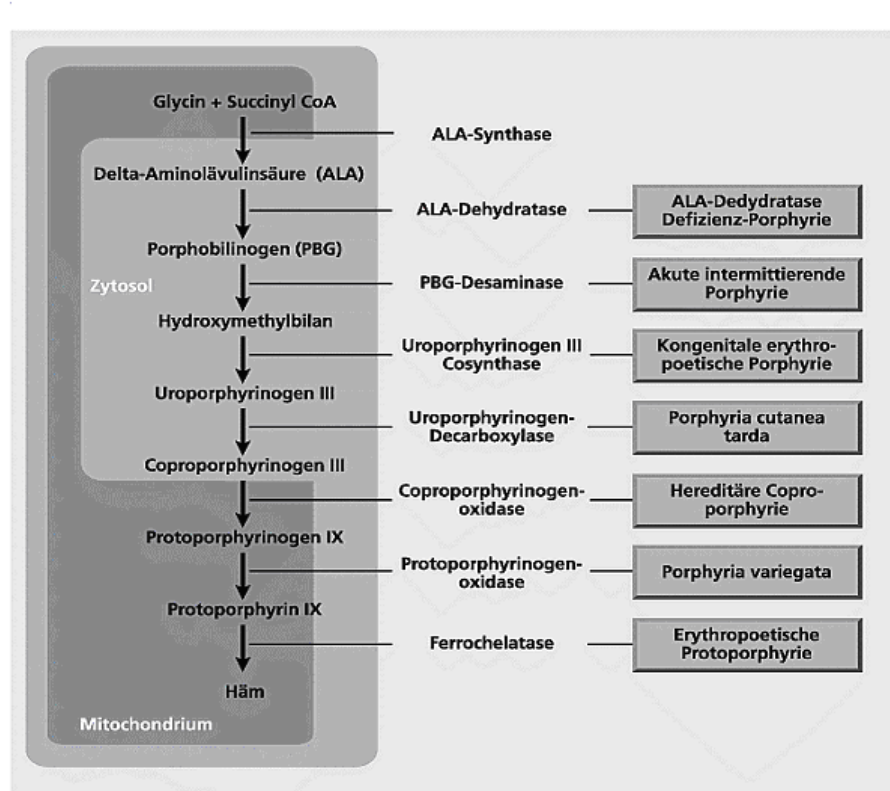 Glycin + Succinyl CoA
ALA-Synthase
Delta-Aminolävulinsäure (ALA)
ALA-Dehydratase
ALA-Dedydratase
Defizienz-Porphyrie
Porphobilinogen (PBG)
Zytosol
PBG-Desaminase
Akute intermittierende
Porphyrie
Hydroxymethylbilan
Uroporphyrinogen III
Cosynthase
Kongenitale erythro-
poetische Porphyrie
Uroporphyrinogen III
Uroporphyrinogen-
Decarboxylase
Porphyria cutanea
tarda
Coproporphyrinogen III
Coproporphyrinogen-
oxidase
Hereditäre Copro-
porphyrie
Protoporphyrinogen IX
Protoporphyrinogen-
oxidase
Porphyria variegata
Protoporphyrin IX
Ferrochelatase
Erythropoetische
Protoporphyrie
Häm
Mitochondrium